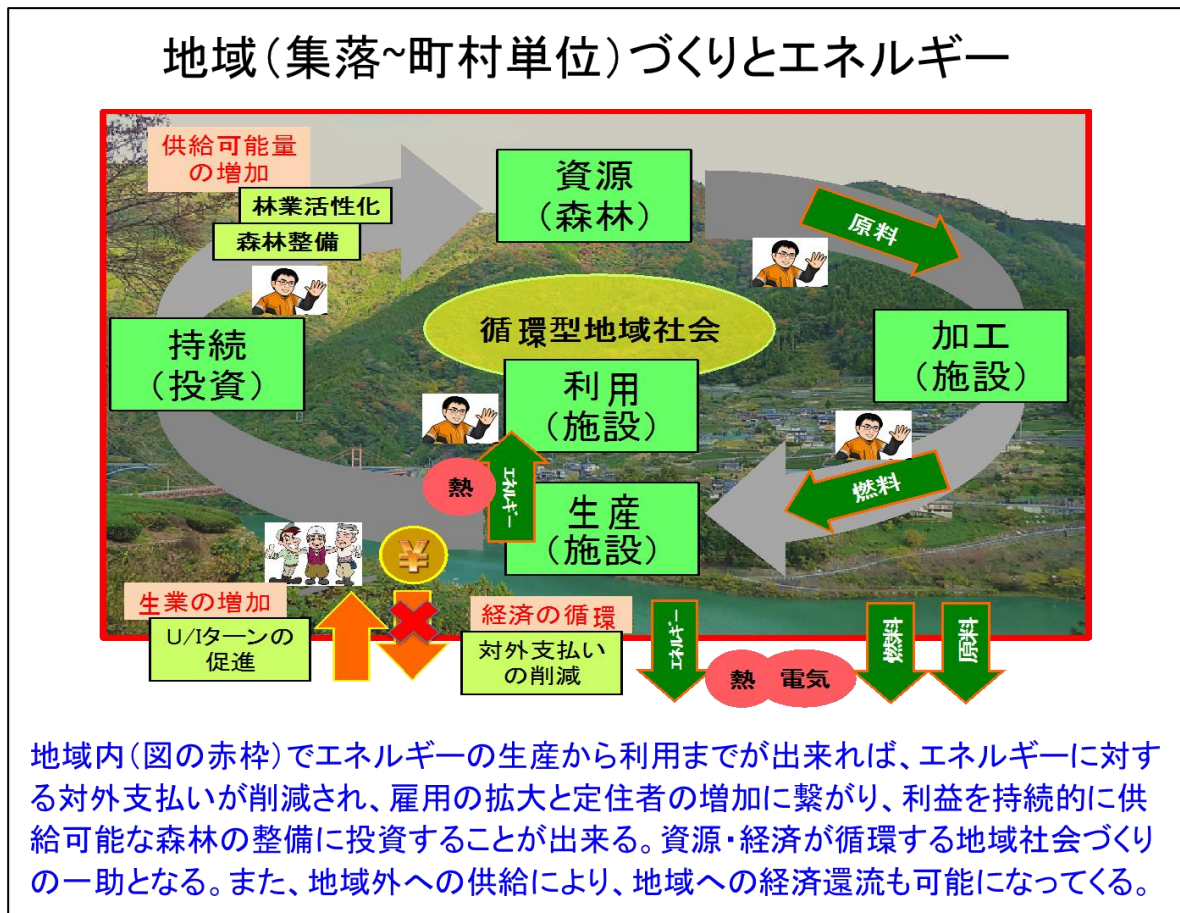 地域（集落~町村単位）づくりとエネルギー
供給可能量
の増加
林業活性化
森林整備
資源
（森林）
原料
循環型地域社会
持続
（投資）
利用
（施設）
加工
（施設）
熱
エネルギー
燃料
生産
（施設）
¥
生業の増加
U/Iターンの
促進
経済の循環
対外支払い
の削減
エネルギー
熱
電気
燃料
原料
地域内（図の赤枠）でエネルギーの生産から利用までが出来れば、エネルギーに対す
る対外支払いが削減され、雇用の拡大と定住者の増加に繋がり、利益を持続的に供
給可能な森林の整備に投資することが出来る。資源・経済が循環する地域社会づくり
の一助となる。また、地域外への供給により、地域への経済還流も可能になってくる。